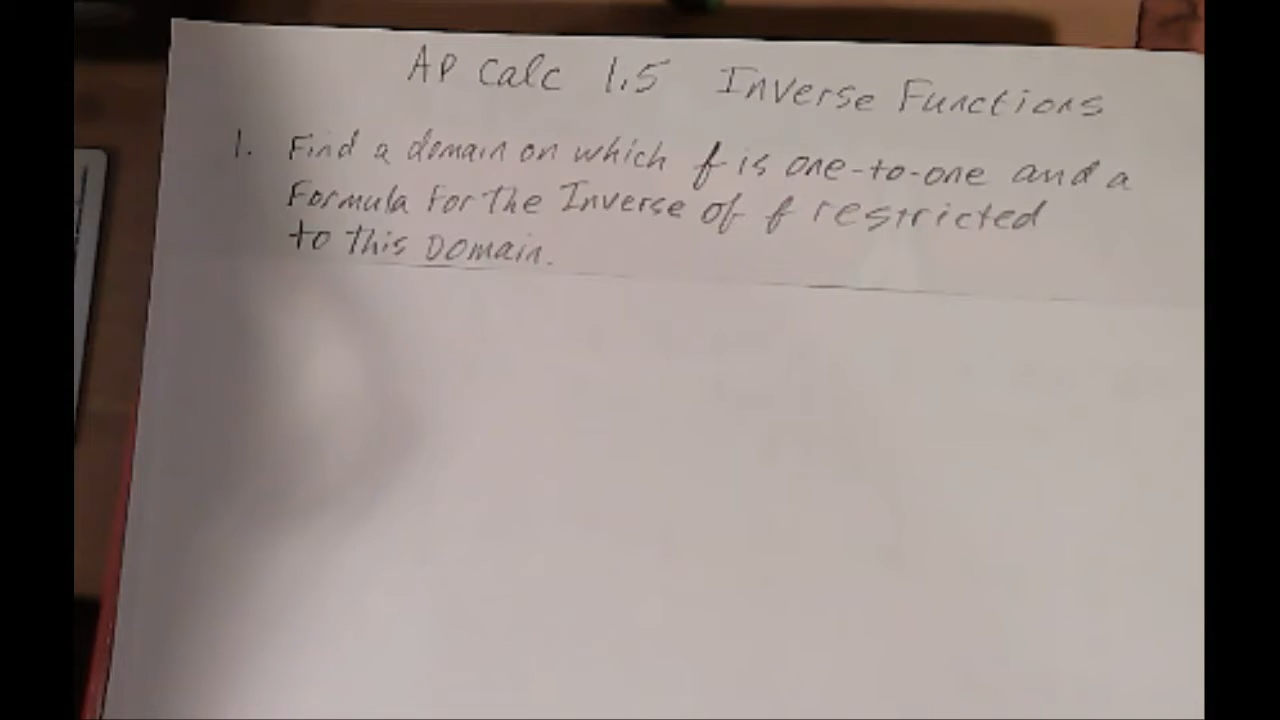 AP Calc 1.5 Inverse Functions
1. Find a domain on which f is one-to-one and a
Formula For The Inverse of f restricted
to this Domain.